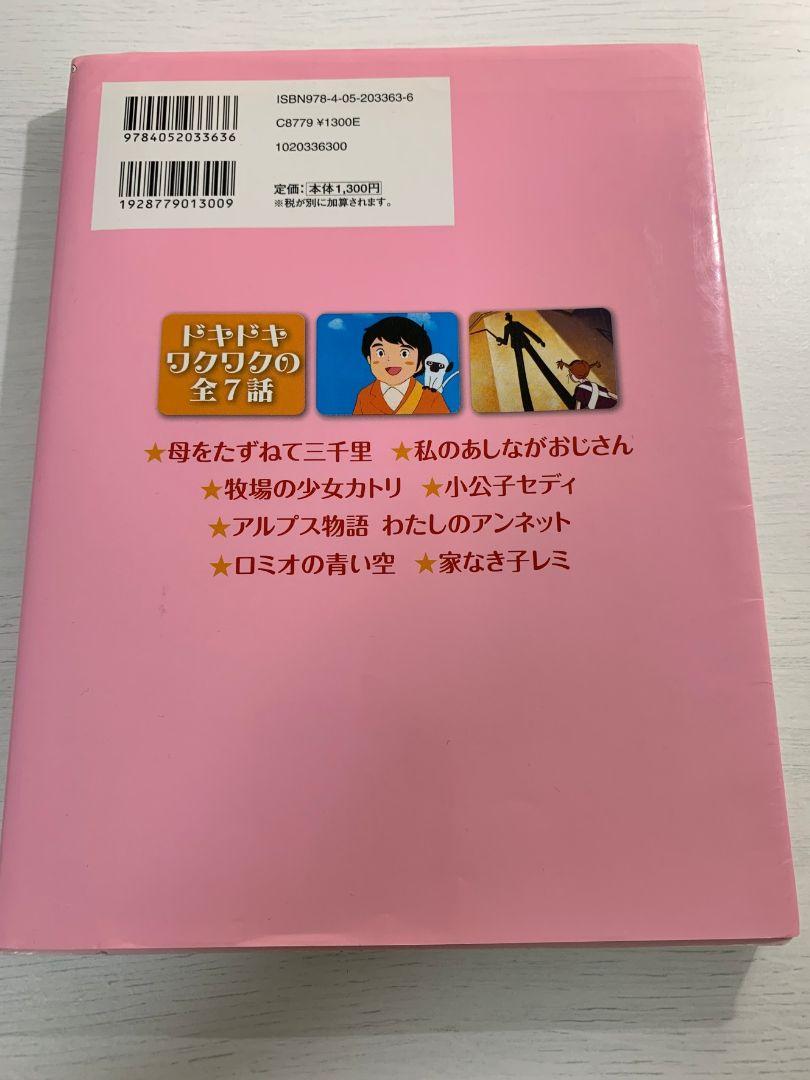 ISBN978-4-05-203363-6
C8779 ¥1300E
1020336300
9784052033636
1928779013009
定価：本体1,300円
※税が別に加算されます。
ドキドキ
ワクワクの
全7話
★母をたずねて三千里 ★私のあしながおじさん
★牧場の少女カトリ ★小公子セディ
★アルプス物語 わたしのアンネット
★ロミオの青い空 ★家なき子レミ